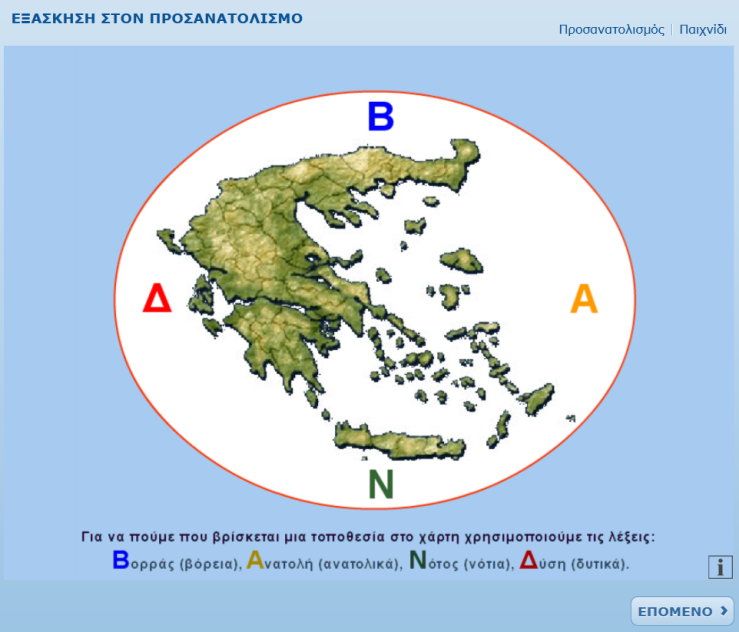 ΕΞΑΣΚΗΣΗ ΣΤΟΝ ΠΡΟΣΑΝΑΤΟΛΙΣΜΟ
Προσανατολισμός | Παιχνίδι
Β
Δ
Α
Ν
Για να πούμε που βρίσκεται μια τοποθεσία στο χάρτη χρησιμοποιούμε τις λέξεις:
Βορράς (βόρεια), Ανατολή (ανατολικά), Νότος (νότια), Δύση (δυτικά).
i
ΕΠΟΜΕΝΟ